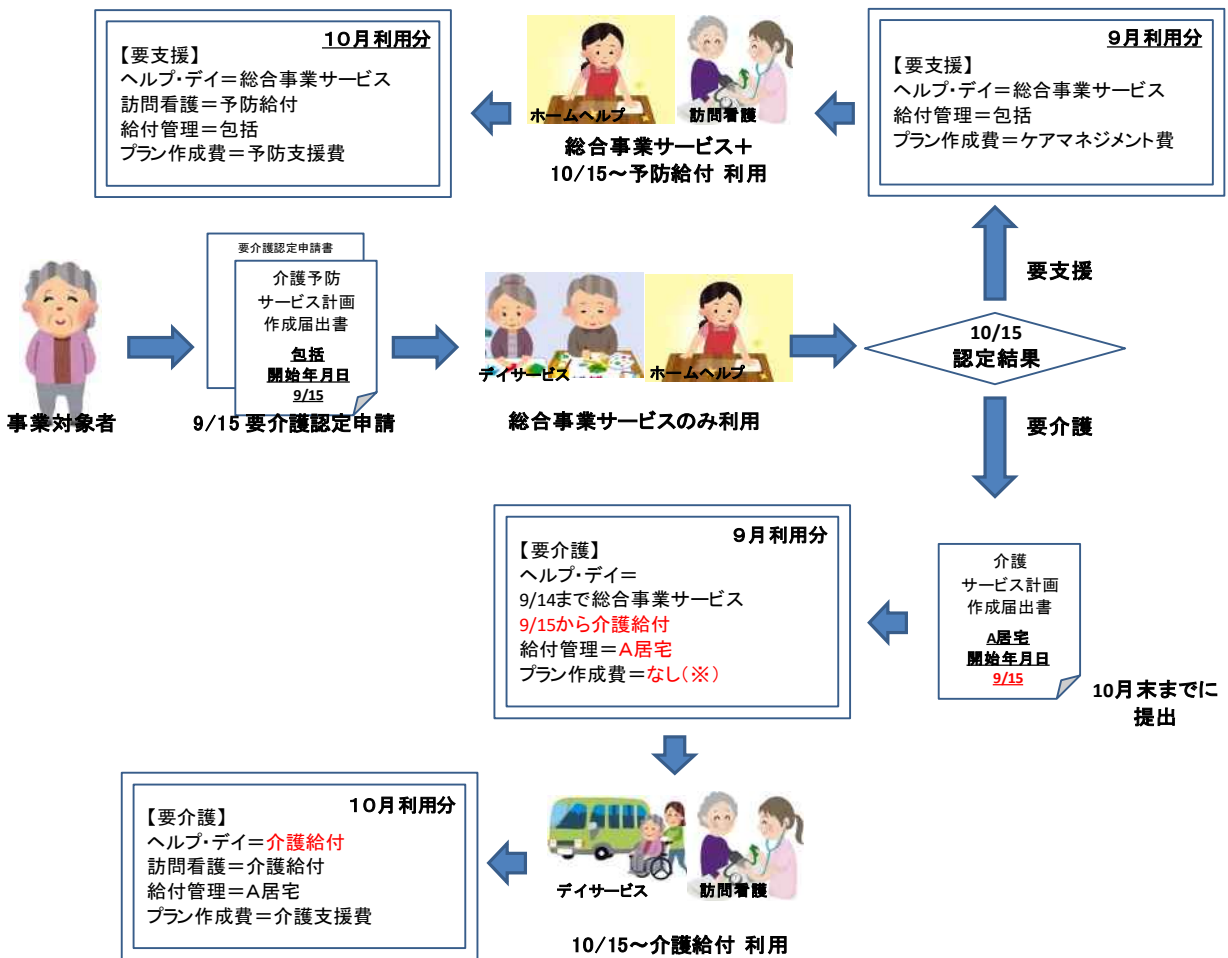 10月利用分
【要支援】
ヘルプ・デイ＝総合事業サービス
訪問看護＝予防給付
給付管理＝包括
プラン作成費＝予防支援費
ホームヘルプ
訪問看護
総合事業サービス＋
10/15～予防給付 利用
9月利用分
【要支援】
ヘルプ・デイ＝総合事業サービス
給付管理＝包括
プラン作成費＝ケアマネジメント費
事業対象者
要介護認定申請書
介護予防
サービス計画
作成届出書
包括
開始年月日
9/15
9/15 要介護認定申請
デイサービス
ホームヘルプ
総合事業サービスのみ利用
10/15
認定結果
要支援
要介護
介護
サービス計画
作成届出書
A居宅
開始年月日
9/15
10月末までに
提出
9月利用分
【要介護】
ヘルプ・デイ＝
9/14まで総合事業サービス
9/15から介護給付
給付管理＝A居宅
プラン作成費＝なし（※）
デイサービス
訪問看護
10/15～介護給付 利用
10月利用分
【要介護】
ヘルプ・デイ＝介護給付
訪問看護＝介護給付
給付管理＝A居宅
プラン作成費＝介護支援費